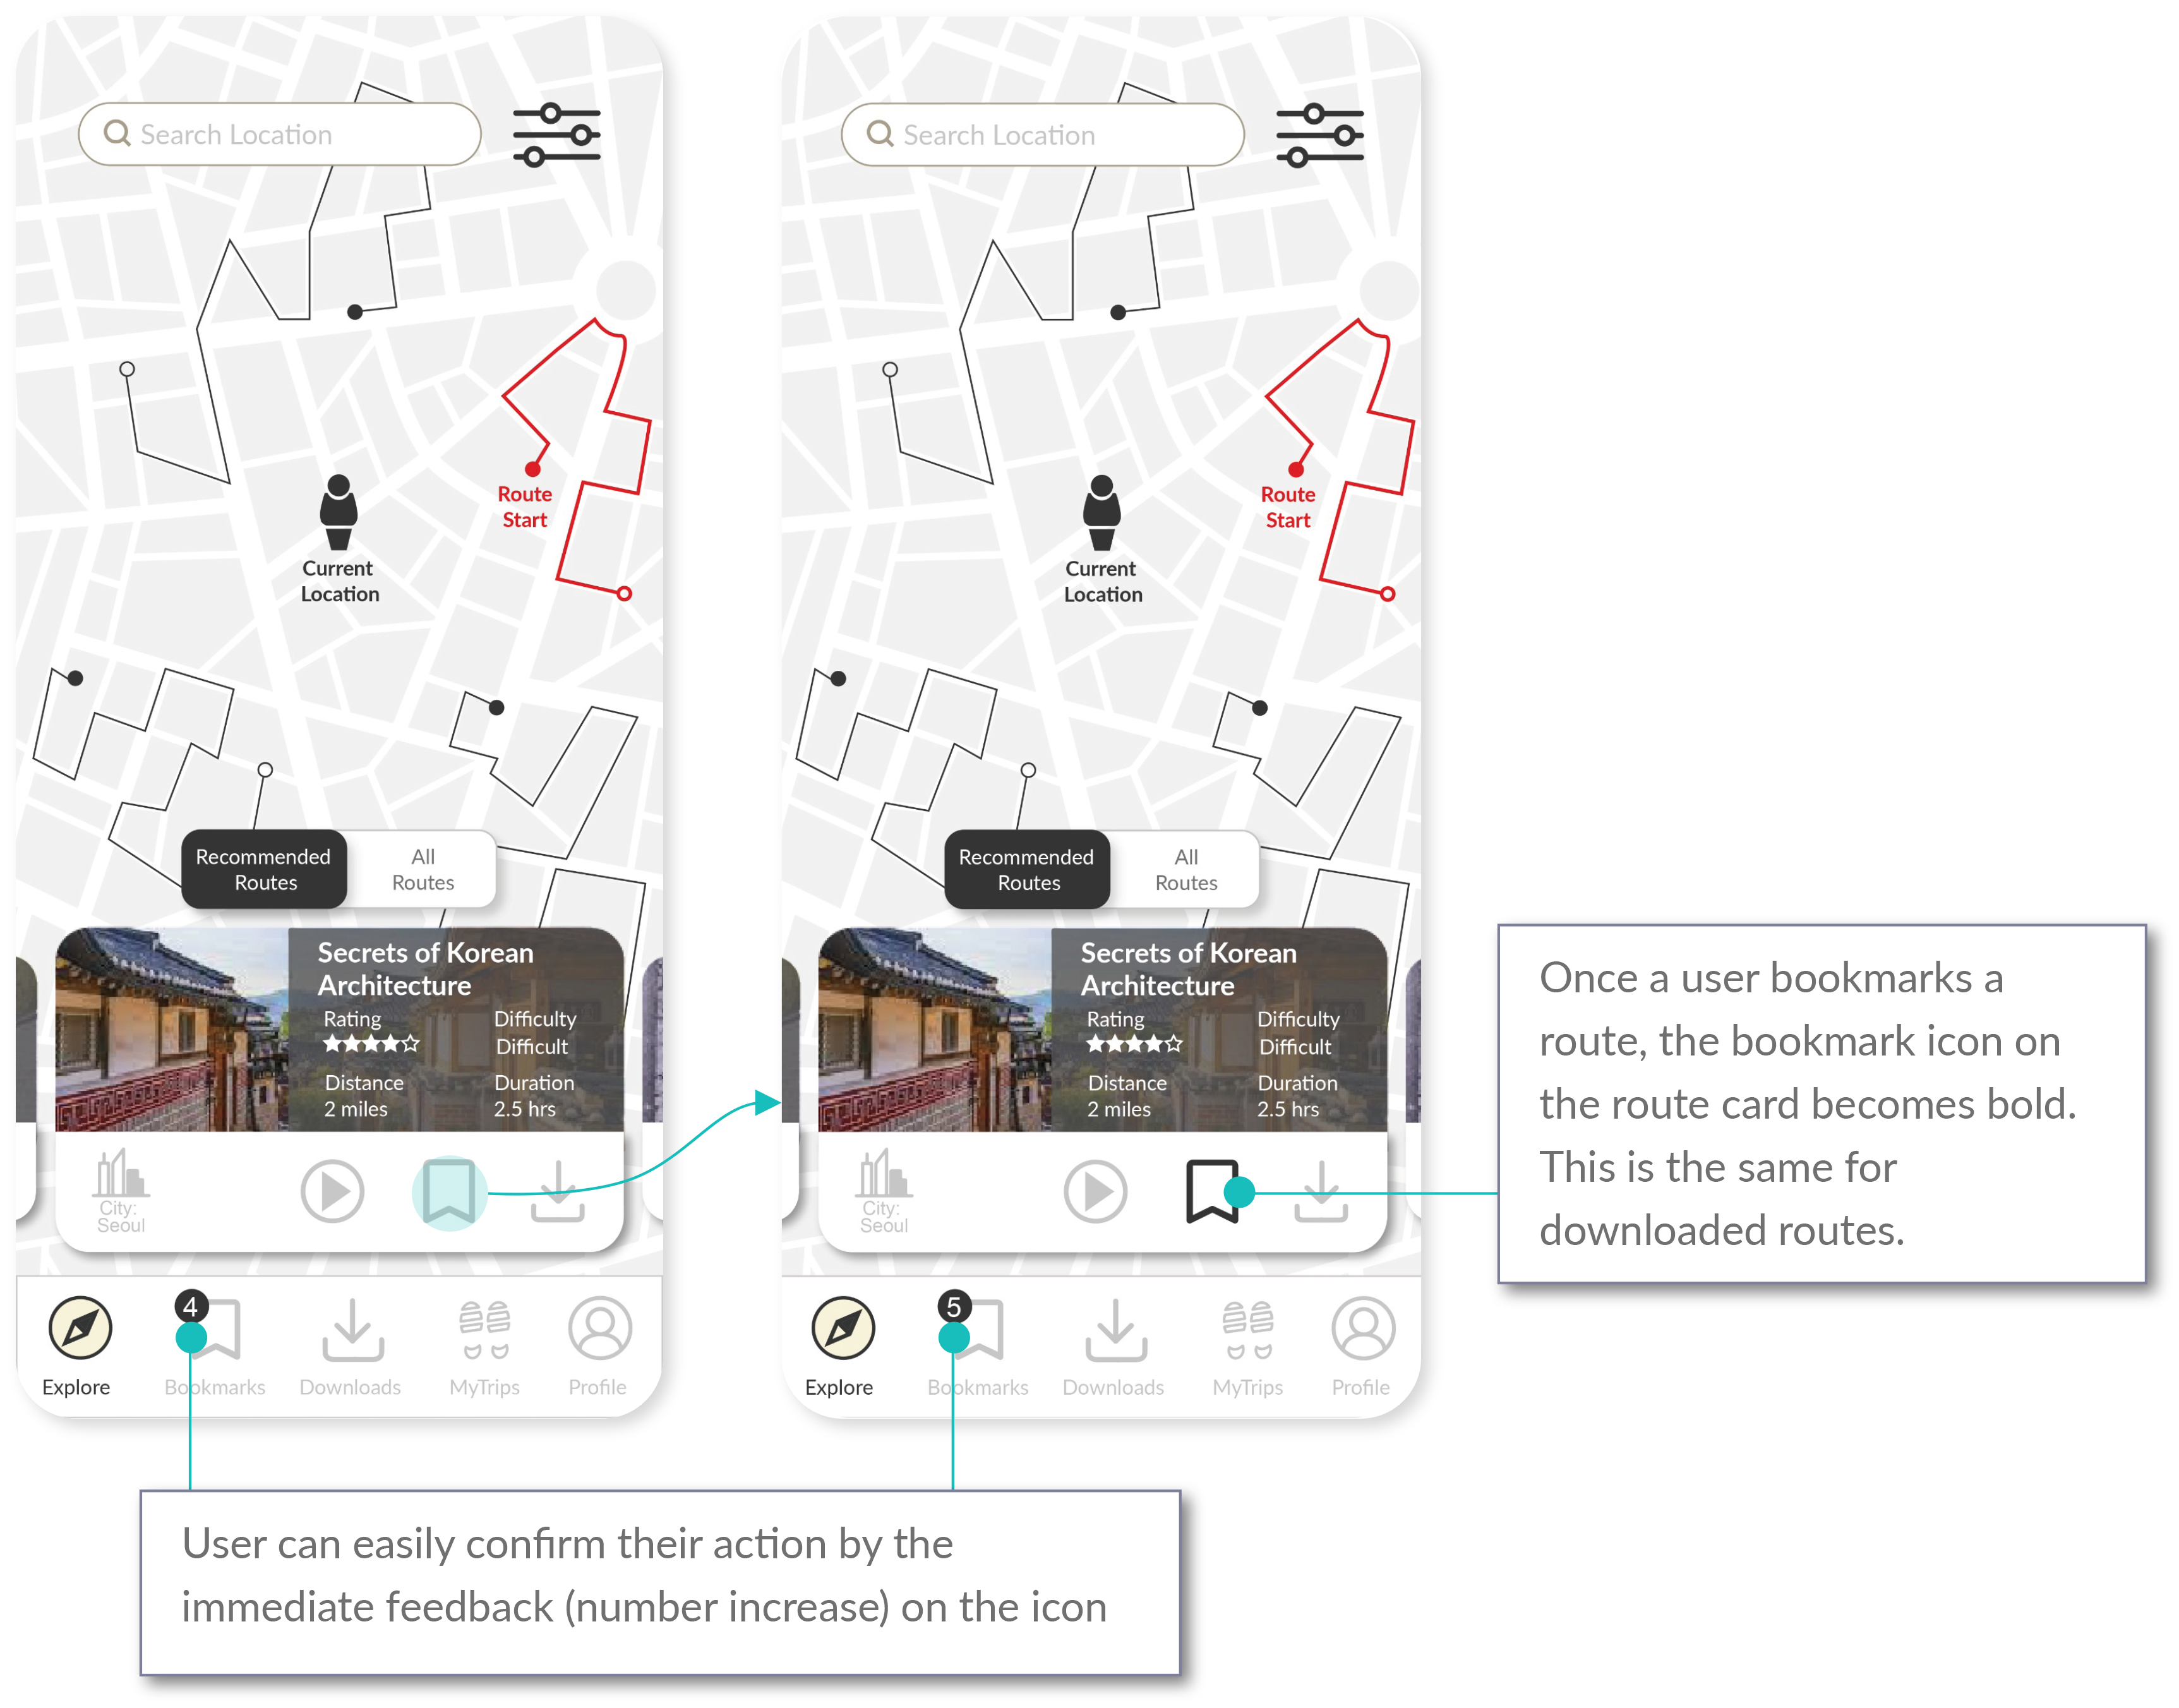 Search Location
Route
Start
Current
Location
Recommended
Routes
All
Routes
Secrets of Korean
Architecture
Rating
Difficulty
Difficult
Distance
2 miles
Duration
2.5 hrs
City:
Seoul
4
Explore
Bookmarks
Downloads
MyTrips
Profile
Search Location
Route
Start
Current
Location
Recommended
Routes
All
Routes
Secrets of Korean
Architecture
Rating
Difficulty
Difficult
Distance
2 miles
Duration
2.5 hrs
City:
Seoul
5
Explore
Bookmarks
Downloads
MyTrips
Profile
Once a user bookmarks a
route, the bookmark icon on
the route card becomes bold.
This is the same for
downloaded routes.
User can easily confirm their action by the
immediate feedback (number increase) on the icon